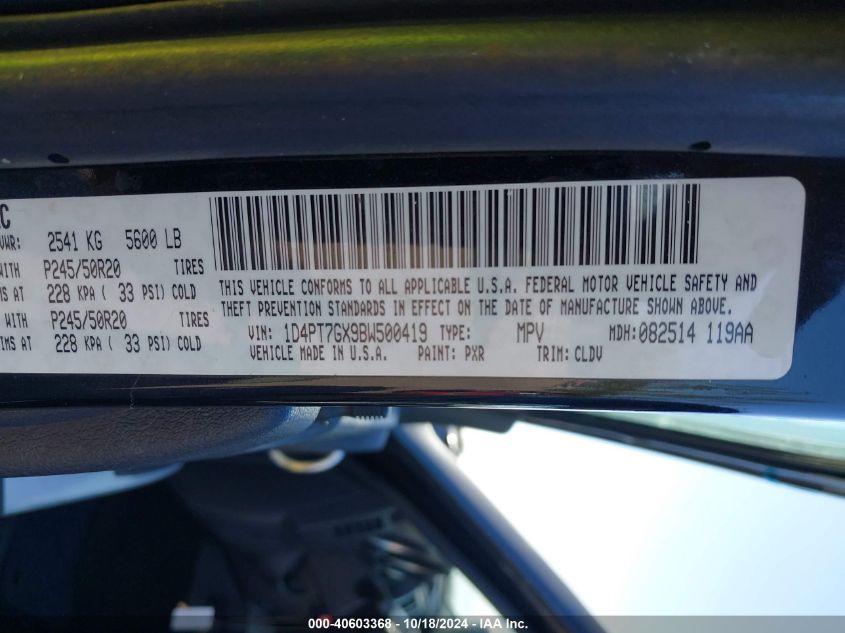 VWR: 2541 KG 5600 LB
WITH P245/50R20 TIRES
MS AT 228 KPA ( 33 PSI) COLD
WITH P245/50R20 TIRES
IMS AT 228 KPA ( 33 PSI) COLD
THIS VEHICLE CONFORMS TO ALL APPLICABLE U.S.A. FEDERAL MOTOR VEHICLE SAFETY AND
THEFT PREVENTION STANDARDS IN EFFECT ON THE DATE OF MANUFACTURE SHOWN ABOVE.
VIN: 1D4PT7GX9BW500419 TYPE: MPV MDH:082514 119AA
VEHICLE MADE IN U.S.A. PAINT: PXR TRIM: CLDV
000-40603368 - 10/18/2024 - IAA Inc.